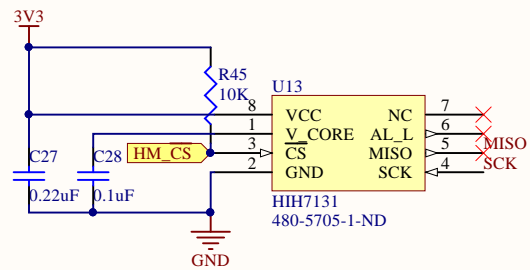 3V3
R45
10K
U13
8 VCC NC 7
1 V_CORE AL_L 6
HM_CS 3 CS MISO 5 MISO
2 GND SCK 4 SCK
C27
0.22uF
C28
0.1uF
HIH7131
480-5705-1-ND
GND